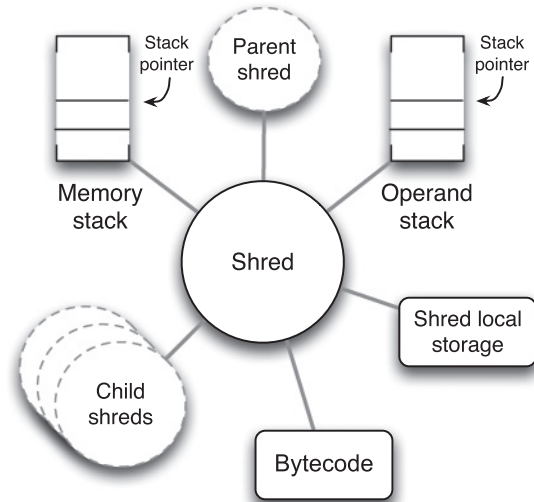 Stack
pointer
Parent
shred
Stack
pointer
Memory
stack
Operand
stack
Shred
Shred local
storage
Child
shreds
Bytecode